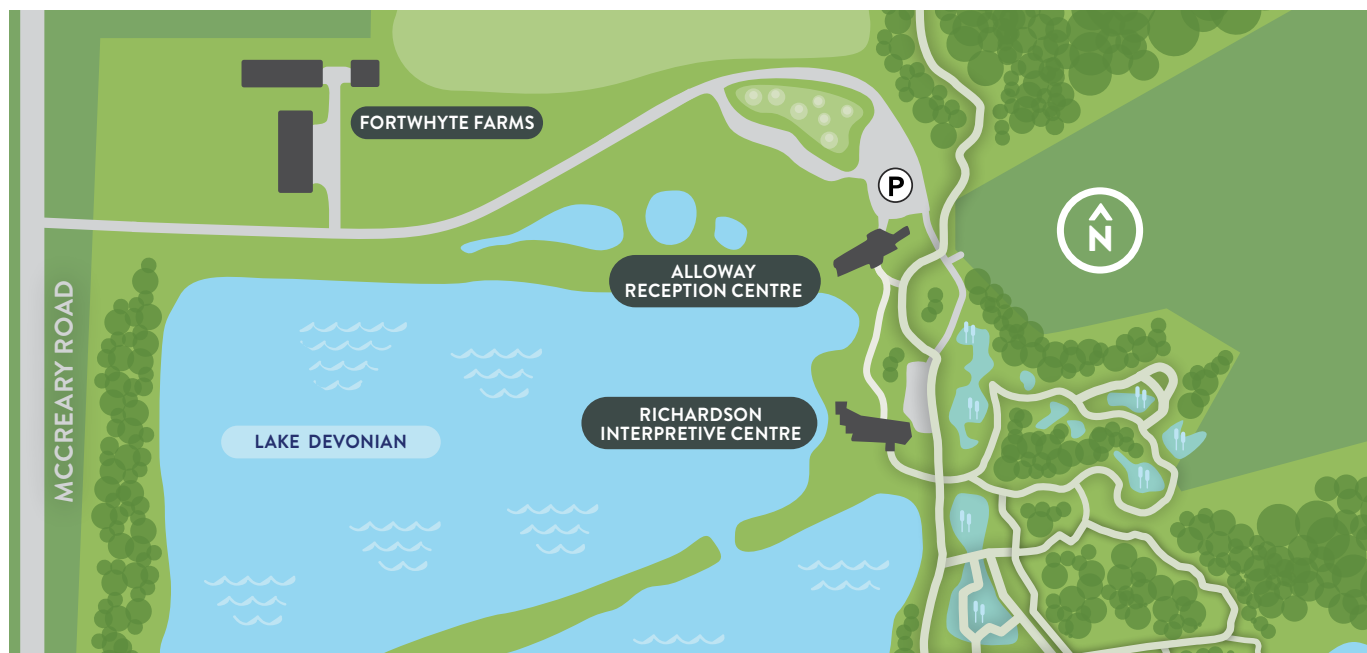 FORTWHYTE FARMS
P
N
ALLOWAY
RECEPTION CENTRE
MCCREARY ROAD
RICHARDSON
INTERPRETIVE CENTRE
LAKE DEVONIAN